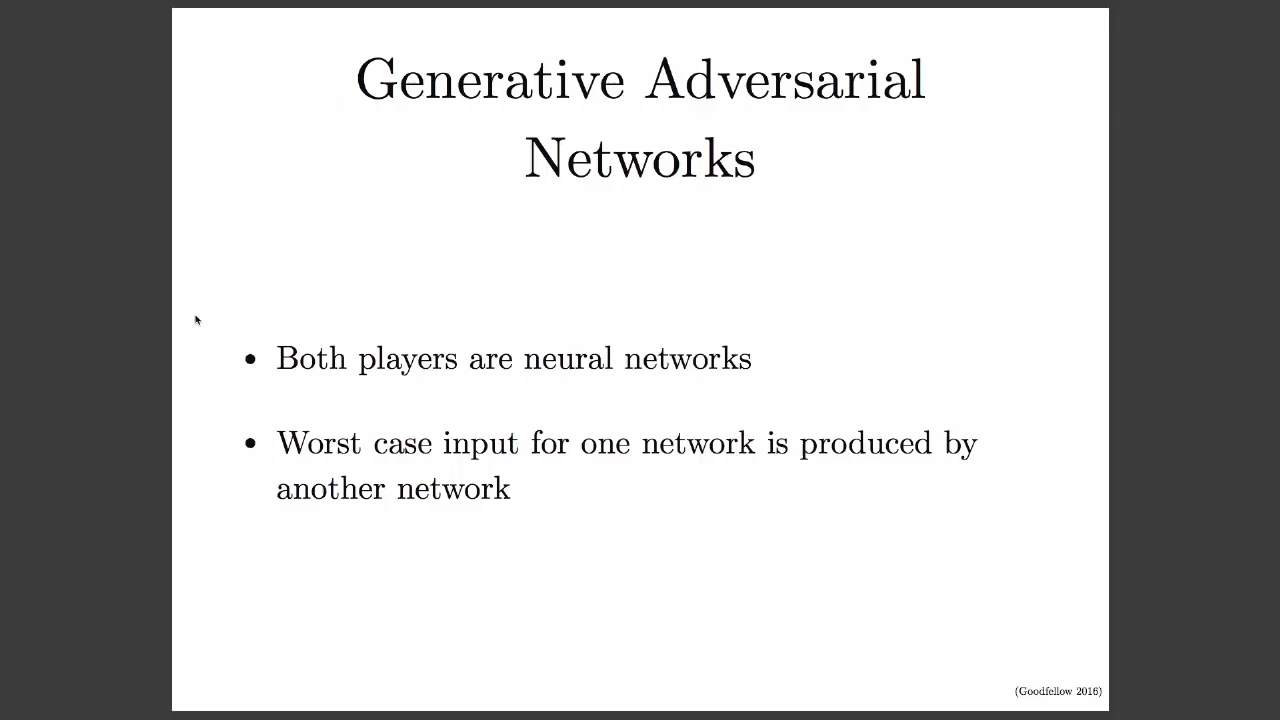 Generative Adversarial
Networks
• Both players are neural networks
• Worst case input for one network is produced by
another network
(Goodfellow 2016)